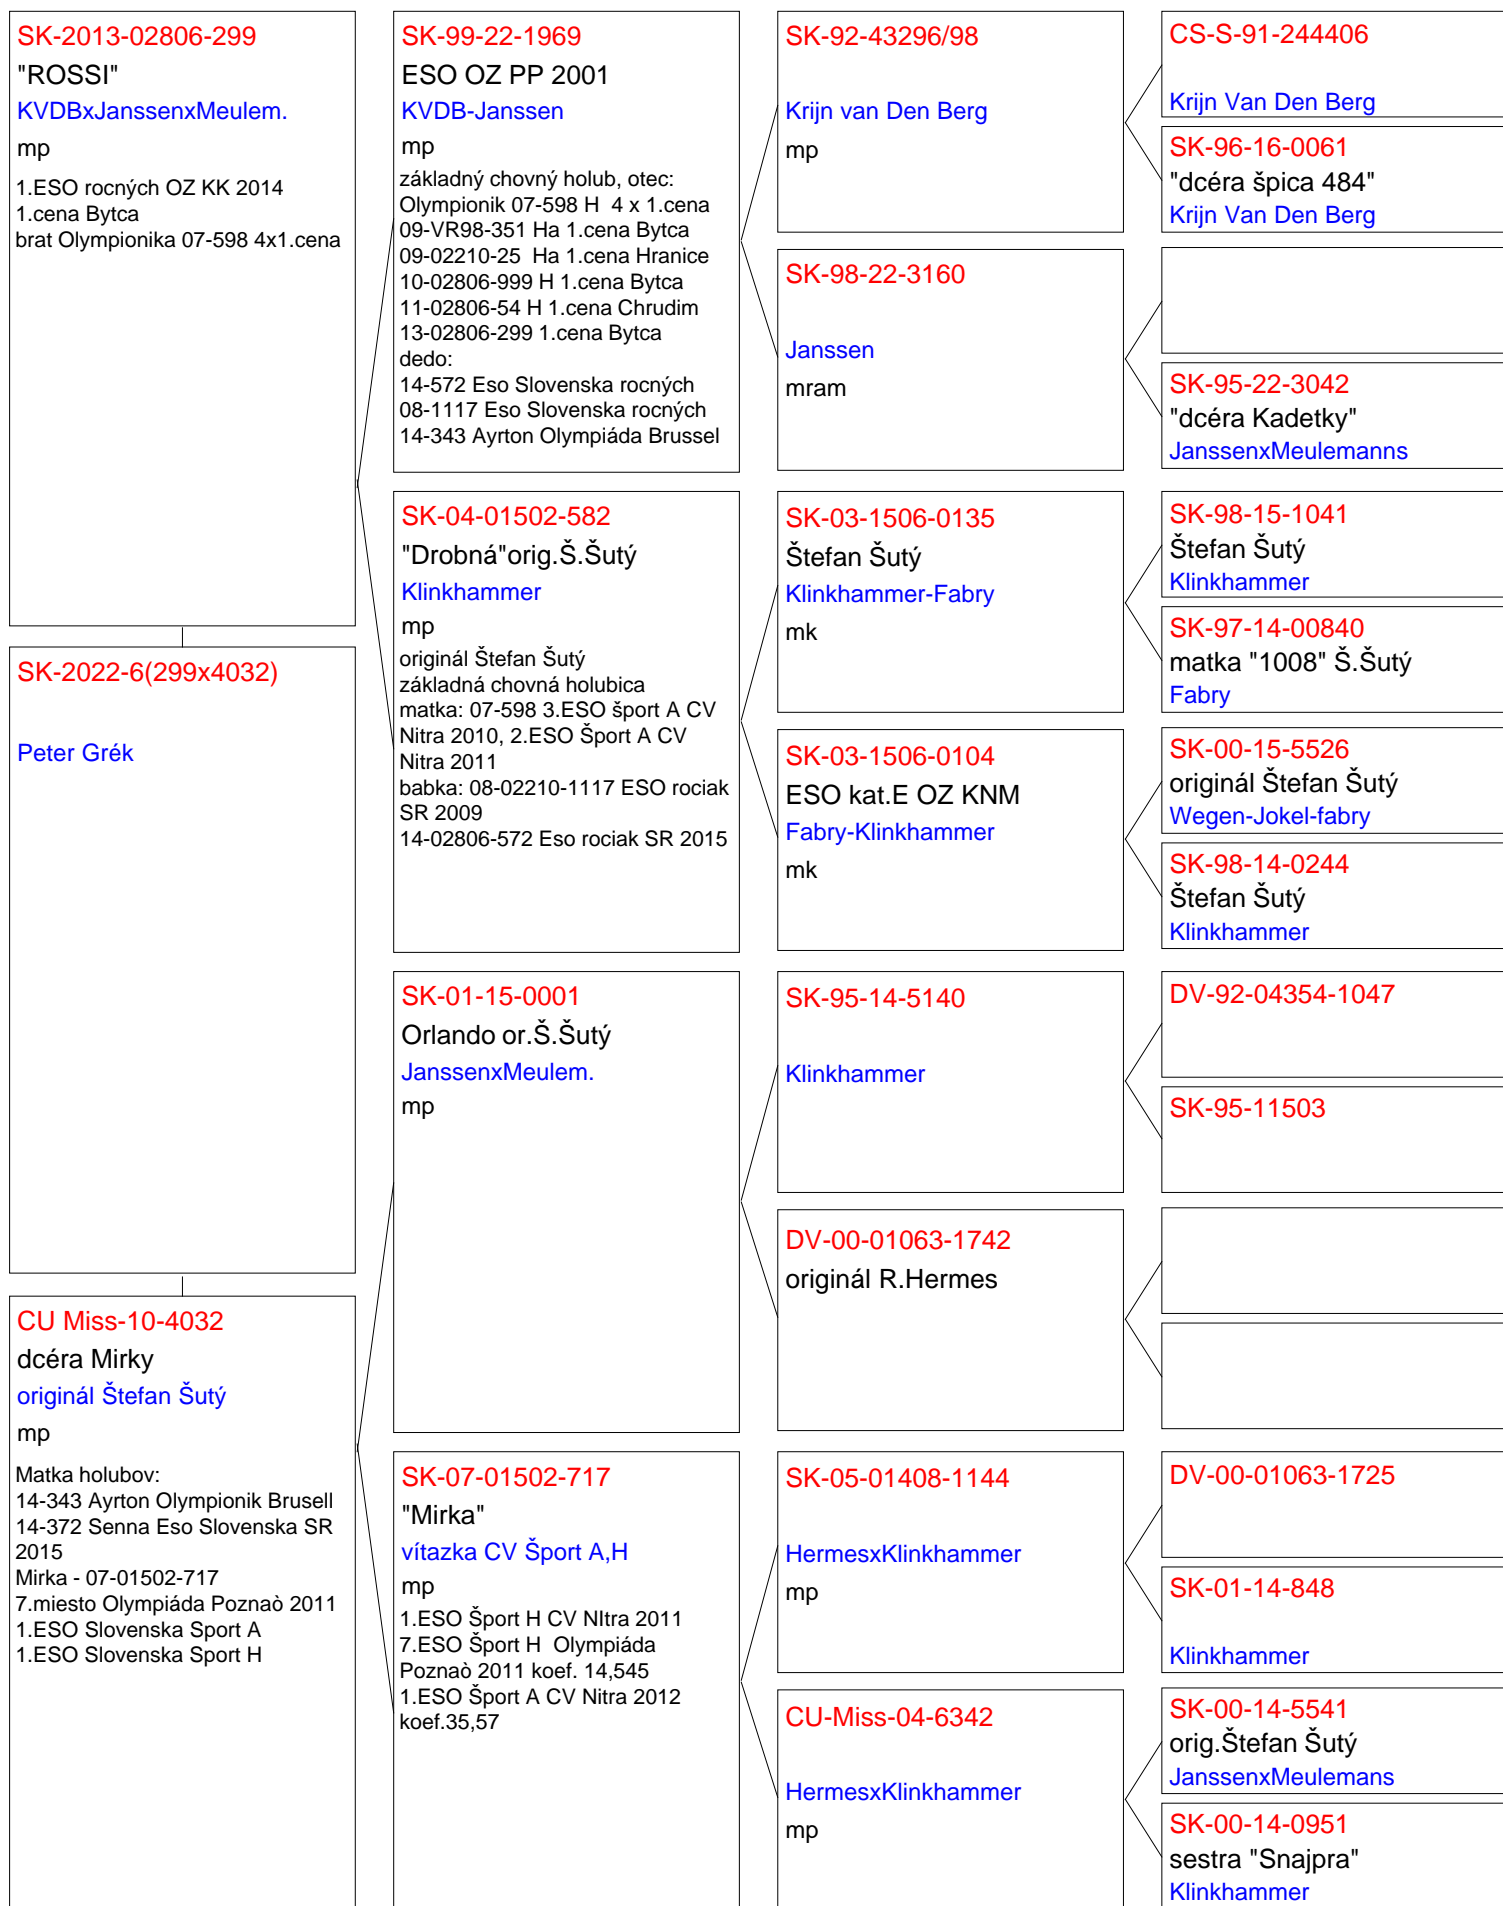 SK-2013-02806-299
"ROSSI"
KVDBxJanssenxMeulem.
mp
1.ESO rocných OZ KK 2014
1.cena Bytca
brat Olympionika 07-598 4x1.cena
SK-2022-6(299x4032)
Peter Grék
CU Miss-10-4032
dcéra Mirky
originál Štefan Šutý
mp
Matka holubov:
14-343 Ayrton Olympionik Brusell
14-372 Senna Eso Slovenska SR
2015
Mirka - 07-01502-717
7.miesto Olympiáda Poznaò 2011
1.ESO Slovenska Sport A
1.ESO Slovenska Sport H
SK-99-22-1969
ESO OZ PP 2001
KVDB-Janssen
mp
základný chovný holub, otec:
Olympionik 07-598 H  4 x 1.cena
09-VR98-351 Ha 1.cena Bytca
09-02210-25  Ha 1.cena Hranice
10-02806-999 H 1.cena Bytca
11-02806-54 H 1.cena Chrudim
13-02806-299 1.cena Bytca
dedo:
14-572 Eso Slovenska rocných
08-1117 Eso Slovenska rocných
14-343 Ayrton Olympiáda Brussel
SK-04-01502-582
"Drobná"orig.Š.Šutý
Klinkhammer
mp
originál Štefan Šutý
základná chovná holubica
matka: 07-598 3.ESO šport A CV
Nitra 2010, 2.ESO Šport A CV
Nitra 2011
babka: 08-02210-1117 ESO rociak
SR 2009
14-02806-572 Eso rociak SR 2015
SK-01-15-0001
Orlando or.Š.Šutý
JanssenxMeulem.
mp
SK-07-01502-717
"Mirka"
vítazka CV Šport A,H
mp
1.ESO Šport H CV NItra 2011
7.ESO Šport H  Olympiáda
Poznaò 2011 koef. 14,545
1.ESO Šport A CV Nitra 2012
koef.35,57
SK-92-43296/98
Krijn van Den Berg
mp
SK-98-22-3160
Janssen
mram
SK-03-1506-0135
Štefan Šutý
Klinkhammer-Fabry
mk
SK-03-1506-0104
ESO kat.E OZ KNM
Fabry-Klinkhammer
mk
SK-95-14-5140
Klinkhammer
DV-00-01063-1742
originál R.Hermes
SK-05-01408-1144
HermesxKlinkhammer
mp
CU-Miss-04-6342
HermesxKlinkhammer
mp
CS-S-91-244406
Krijn Van Den Berg
SK-96-16-0061
"dcéra špica 484"
Krijn Van Den Berg
SK-95-22-3042
"dcéra Kadetky"
JanssenxMeulemanns
SK-98-15-1041
Štefan Šutý
Klinkhammer
SK-97-14-00840
matka "1008" Š.Šutý
Fabry
SK-00-15-5526
originál Štefan Šutý
Wegen-Jokel-fabry
SK-98-14-0244
Štefan Šutý
Klinkhammer
DV-92-04354-1047
SK-95-11503
DV-00-01063-1725
SK-01-14-848
Klinkhammer
SK-00-14-5541
orig.Štefan Šutý
JanssenxMeulemans
SK-00-14-0951
sestra "Snajpra"
Klinkhammer